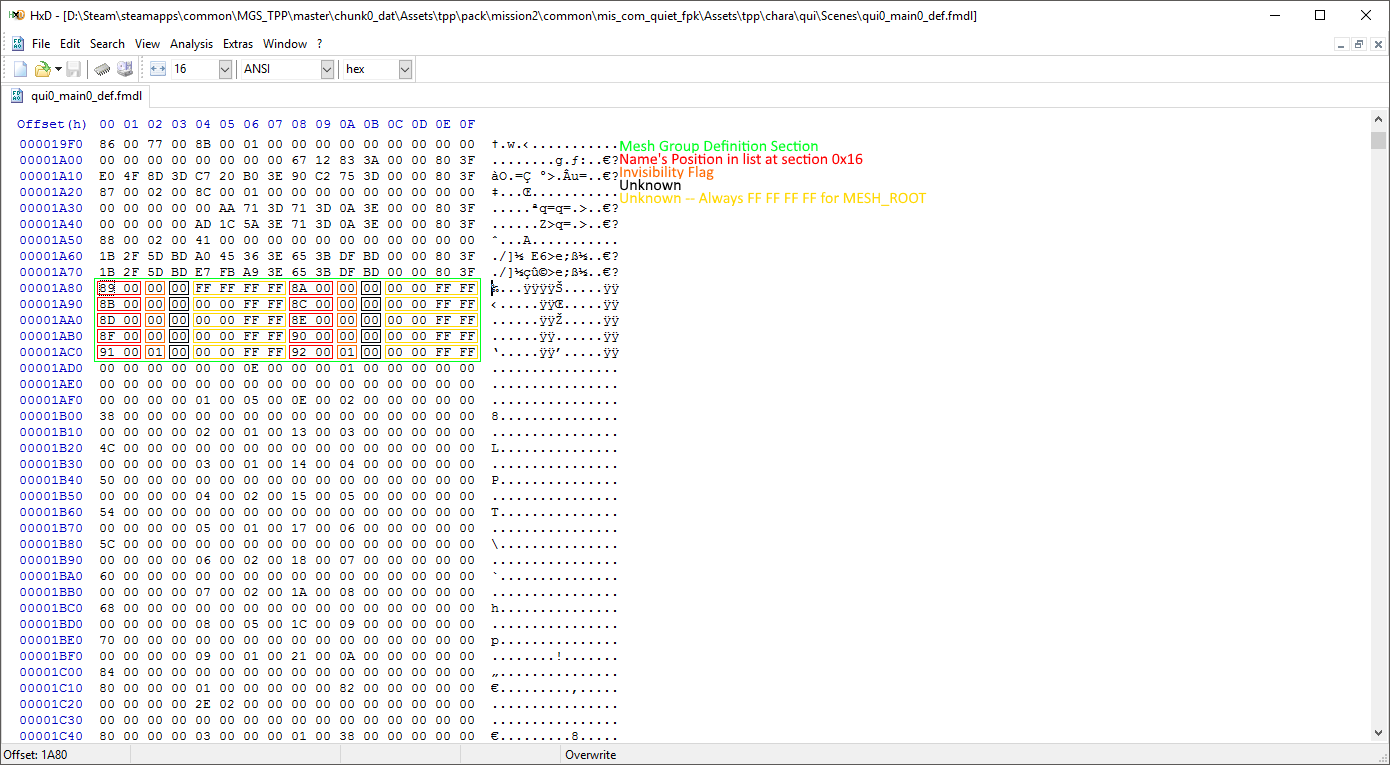 HxD - [D:\Steam\steamapps\common\MGS_TPP\master\chunk0_dat\Assets\tpp\pack\mission2\common\mis_com_quiet_fpk\Assets\tpp\chara\qui\Scenes\qui0_main0_def.fmdl]
File Edit Search View Analysis Extras Window ?
16 ANSI hex
qui0_main0_def.fmdl
Offset(h) 00 01 02 03 04 05 06 07 08 09 0A 0B 0C 0D 0E 0F
000019F0 86 00 77 00 8B 00 01 00 00 00 00 00 00 00 00 00 †.w.‹........... Mesh Group Definition Section
00001A00 00 00 00 00 00 00 00 00 67 12 83 3A 00 00 80 3F ........g.ƒ:..€? Name's Position in list at section 0x16
00001A10 E0 4F 8D 3D C7 20 B0 3E 90 C2 75 3D 00 00 80 3F àO.=Ç °>.Âu=..€? Invisibility Flag
00001A20 87 00 02 00 8C 00 01 00 00 00 00 00 00 00 00 00 ‡...Œ........... Unknown
00001A30 00 00 00 00 00 AA 71 3D 71 3D 0A 3E 00 00 80 3F .....ªq=q=.>..€? Unknown -- Always FF FF FF FF for MESH_ROOT
00001A40 00 00 00 00 AD 1C 5A 3E 71 3D 0A 3E 00 00 80 3F ......Z>q=.>..€?
00001A50 88 00 02 00 41 00 00 00 00 00 00 00 00 00 00 00 ˆ...A...........
00001A60 1B 2F 5D BD A0 45 36 3E 65 3B DF BD 00 00 80 3F ./]½ E6>e;ß½..€?
00001A70 1B 2F 5D BD E7 FB A9 3E 65 3B DF BD 00 00 80 3F ./]½çû©>e;ß½..€?
00001A80 89 00 00 00 FF FF FF FF 8A 00 00 00 00 00 FF FF ‰...ÿÿÿÿŠ.....ÿÿ
00001A90 8B 00 00 00 00 00 FF FF 8C 00 00 00 00 00 FF FF ‹.....ÿÿŒ.....ÿÿ
00001AA0 8D 00 00 00 00 00 FF FF 8E 00 00 00 00 00 FF FF ......ÿÿŽ.....ÿÿ
00001AB0 8F 00 00 00 00 00 FF FF 90 00 00 00 00 00 FF FF ......ÿÿ......ÿÿ
00001AC0 91 00 01 00 00 00 FF FF 92 00 01 00 00 00 FF FF ‘.....ÿÿ’.....ÿÿ
00001AD0 00 00 00 00 00 00 0E 00 00 00 01 00 00 00 00 00 ................
00001AE0 00 00 00 00 00 00 00 00 00 00 00 00 00 00 00 00 ................
00001AF0 00 00 00 00 01 00 05 00 0E 00 02 00 00 00 00 00 ................
00001B00 38 00 00 00 00 00 00 00 00 00 00 00 00 00 00 00 8...............
00001B10 00 00 00 00 02 00 01 00 13 00 03 00 00 00 00 00 ................
00001B20 4C 00 00 00 00 00 00 00 00 00 00 00 00 00 00 00 L...............
00001B30 00 00 00 00 03 00 01 00 14 00 04 00 00 00 00 00 ................
00001B40 50 00 00 00 00 00 00 00 00 00 00 00 00 00 00 00 P...............
00001B50 00 00 00 00 04 00 02 00 15 00 05 00 00 00 00 00 ................
00001B60 54 00 00 00 00 00 00 00 00 00 00 00 00 00 00 00 T...............
00001B70 00 00 00 00 05 00 01 00 17 00 06 00 00 00 00 00 ................
00001B80 5C 00 00 00 00 00 00 00 00 00 00 00 00 00 00 00 \...............
00001B90 00 00 00 00 06 00 02 00 18 00 07 00 00 00 00 00 ................
00001BA0 60 00 00 00 00 00 00 00 00 00 00 00 00 00 00 00 `...............
00001BB0 00 00 00 00 07 00 02 00 1A 00 08 00 00 00 00 00 ................
00001BC0 68 00 00 00 00 00 00 00 00 00 00 00 00 00 00 00 h...............
00001BD0 00 00 00 00 08 00 05 00 1C 00 09 00 00 00 00 00 ................
00001BE0 70 00 00 00 00 00 00 00 00 00 00 00 00 00 00 00 p...............
00001BF0 00 00 00 00 09 00 01 00 21 00 0A 00 00 00 00 00 ........!.......
00001C00 84 00 00 00 00 00 00 00 00 00 00 00 00 00 00 00 „...............
00001C10 80 00 00 00 01 00 00 00 00 00 82 00 00 00 00 00 €.........‚.....
00001C20 00 00 00 00 2E 02 00 00 00 00 00 00 00 00 00 00 ................
00001C30 00 00 00 00 00 00 00 00 00 00 00 00 00 00 00 00 ................
00001C40 80 00 00 00 03 00 00 00 01 00 38 00 00 00 00 00 €.........8.....
Offset: 1A80 Overwrite